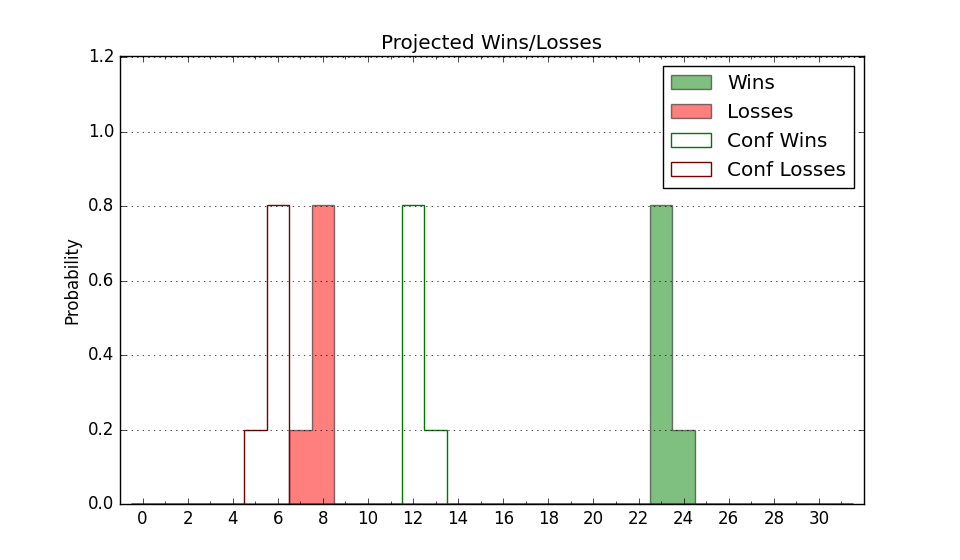 Projected Wins/Losses
1.2
1.0
0.8
0.6
0.4
0.2
0.0
Probability
Wins
Losses
Conf Wins
Conf Losses
0 2 4 6 8 10 12 14 16 18 20 22 24 26 28 30